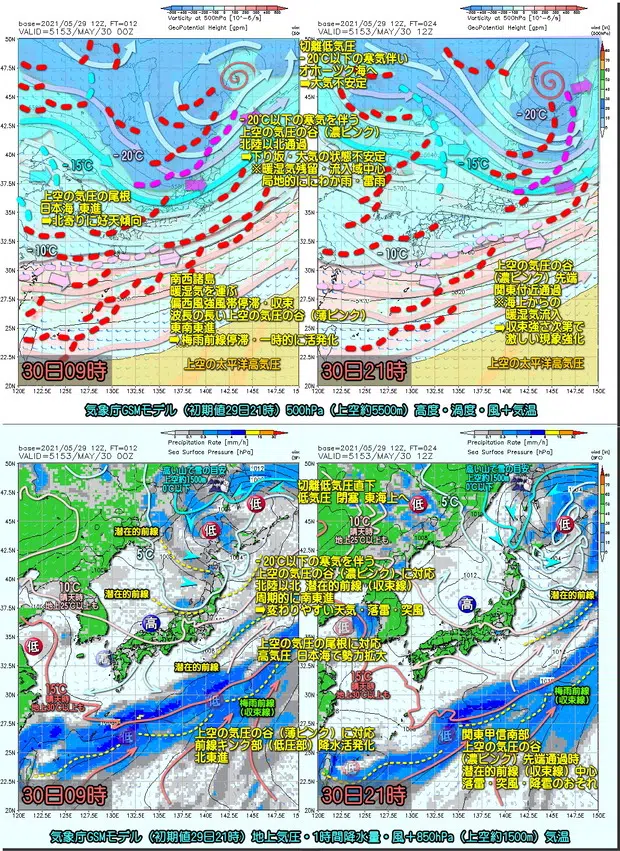 base=2021/05/29 12Z, FT=012
VALID=5153/MAY/30 00Z
Vorticity at 500hPa [10^-6/s]
GeoPotential Height [gpm]
base=2021/05/29 12Z, FT=024
VALID=5153/MAY/30 12Z
Vorticity at 500hPa [10^-6/s]
GeoPotential Height [gpm]
切離低気圧
-20℃以下の寒気伴い
オホーツク海へ
➡大気不安定
-20℃以下の寒気を伴う
上空の気圧の谷(濃ピンク)
北陸以北通過
➡下り坂・大気の状態不安定
※暖湿気残留・流入域中心
局地的ににわか雨・雷雨
-15℃
-20℃
-10℃
上空の気圧の尾根
日本海 東進
➡北寄りに好天傾向
南西諸島
暖湿気を運ぶ
偏西風強風帯停滞・収束
波長の長い上空の気圧の谷(薄ピンク)
東南東進
➡梅雨前線停滞・一時的に活発化
上空の太平洋高気圧
30日09時
-20℃
-15℃
-10℃
上空の気圧の谷
(濃ピンク)先端
関東付近通過
※海上からの
暖湿気流入
➡収束強さ次第で
激しい現象強化
上空の太平洋高気圧
30日21時
気象庁GSMモデル(初期値29日21時)500hPa(上空約5500m)高度・渦度・風+気温
base=2021/05/29 12Z, FT=012
VALID=5153/MAY/30 00Z
Precipitation Rate [mm/h]
Sea Surface Pressure [hPa]
base=2021/05/29 12Z, FT=024
VALID=5153/MAY/30 12Z
Precipitation Rate [mm/h]
Sea Surface Pressure [hPa]
高い山で雪の目安
上空約1500m
0℃以下
低
低
潜在的前線
5℃
10℃
晴天時
地上25℃以上も
潜在的前線
高
高
低
潜在的前線
15℃
晴天時
地上30℃以上も
梅雨前線
(収束線)
低
低
切離低気圧直下
低気圧 閉塞 東海上へ
-20℃以下の寒気を伴う
上空の気圧の谷(濃ピンク)に対応
北陸以北 潜在的前線(収束線)
周期的に南東進
➡変わりやすい天気・落雷・突風
上空の気圧の尾根に対応
高気圧 日本海で勢力拡大
上空の気圧の谷(薄ピンク)に対応
前線キンク部(低圧部)降水活発化
北東進
30日09時
高い山で雪の目安
上空約1500m
0℃以下
5℃
低
低
10℃
晴天時
地上25℃以上も
潜在的前線
高
低
15℃
晴天時
地上30℃以上も
梅雨前線
(収束線)
低
低
関東甲信南部
上空の気圧の谷
(濃ピンク)先端通過時
潜在的前線(収束線)中心
落雷・突風・降雹のおそれ
30日21時
気象庁GSMモデル(初期値29日21時)地上気圧・1時間降水量・風+850hPa(上空約1500m)気温